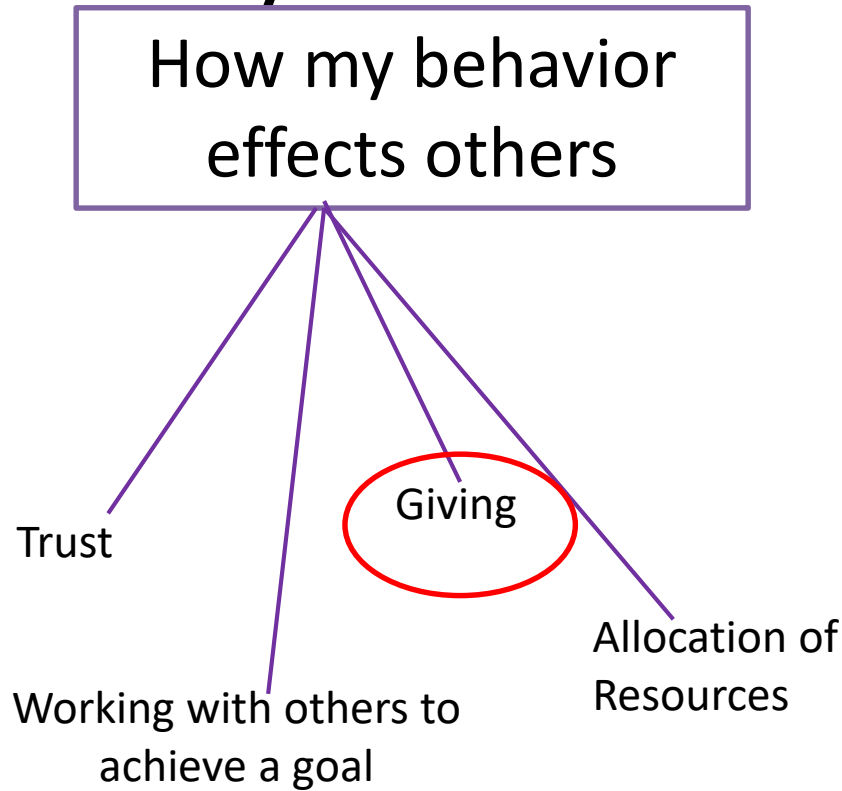 How my behavior
effects others
Trust
Giving
Allocation of
Resources
Working with others to
achieve a goal